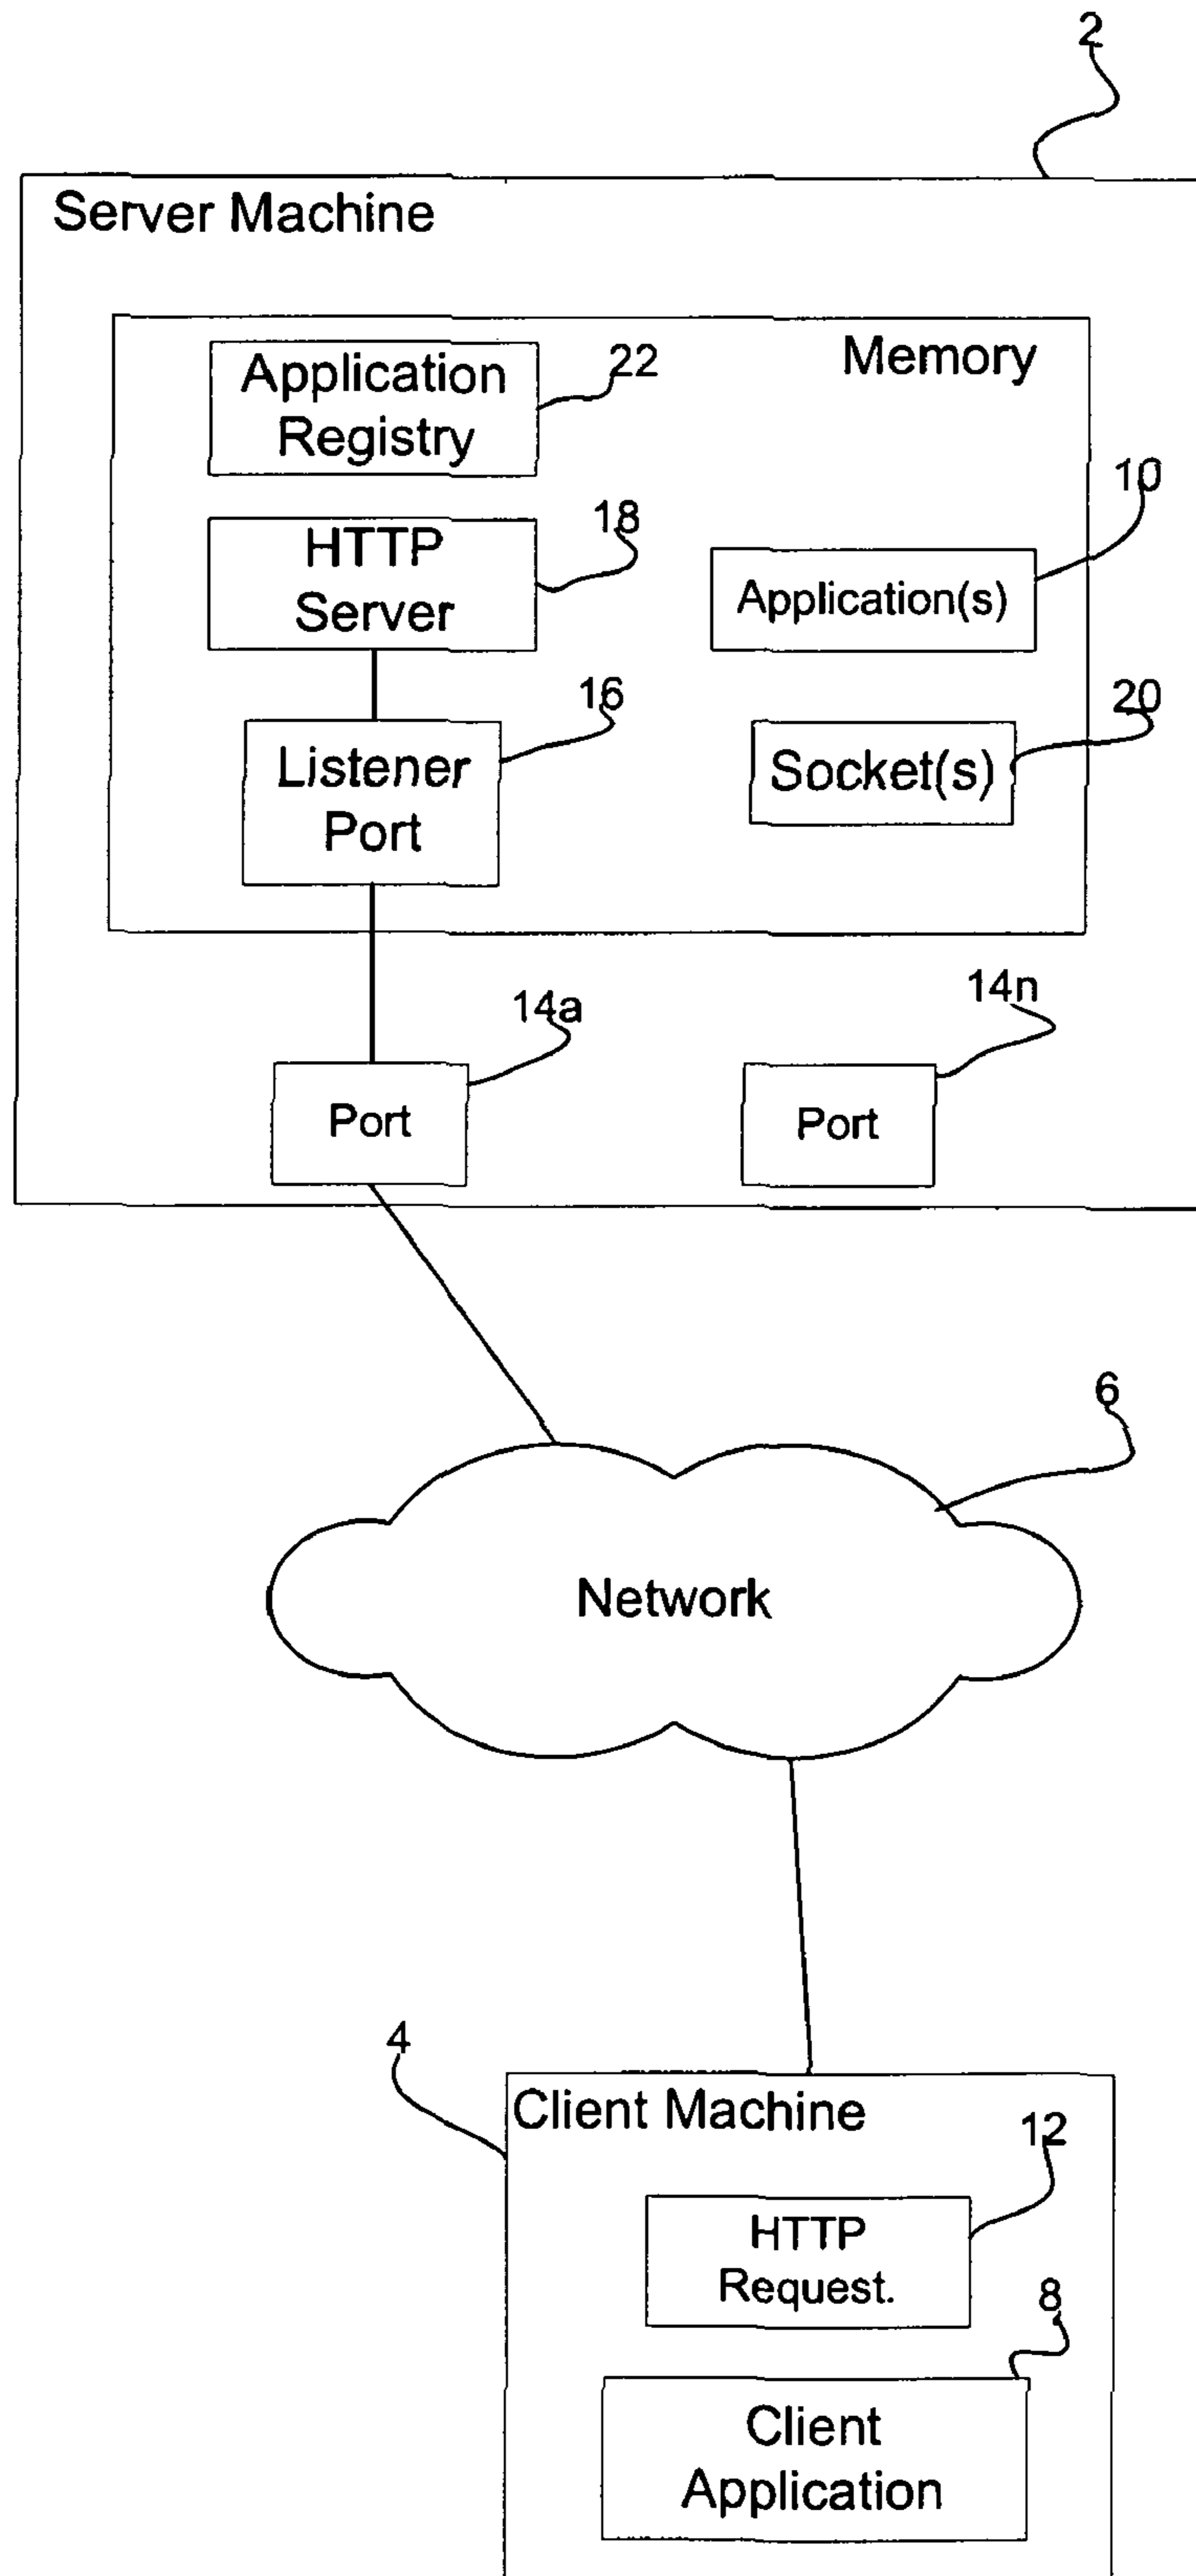 2
Server Machine
Memory
Application
Registry
22
HTTP
Server
18
10
Application(s)
16
Listener
Port
20
Socket(s)
14a
Port
14n
Port
6
Network
4
Client Machine
12
HTTP
Request.
8
Client
Application